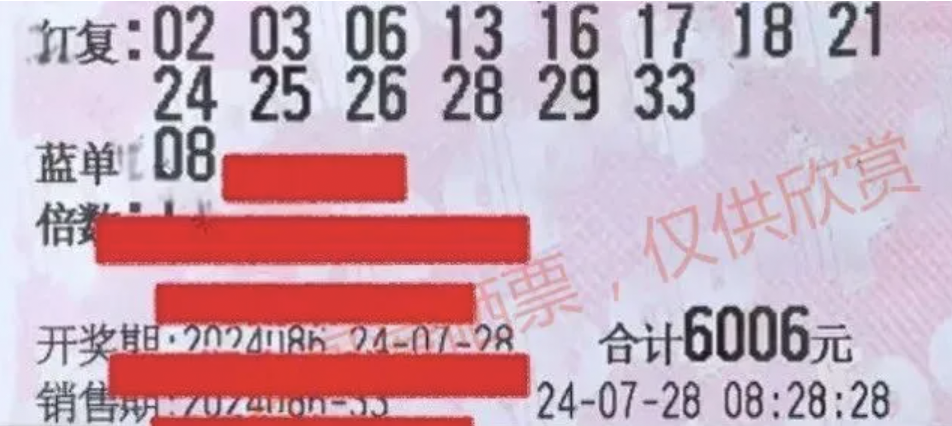 红复:02 03 06 13 16 17 18 21
24 25 26 28 29 33
蓝单 08
倍数:
票，仅供欣赏
开奖期:2024086 24-07-28
合计6006元
销售期:2024086-33
24-07-28 08:28:28